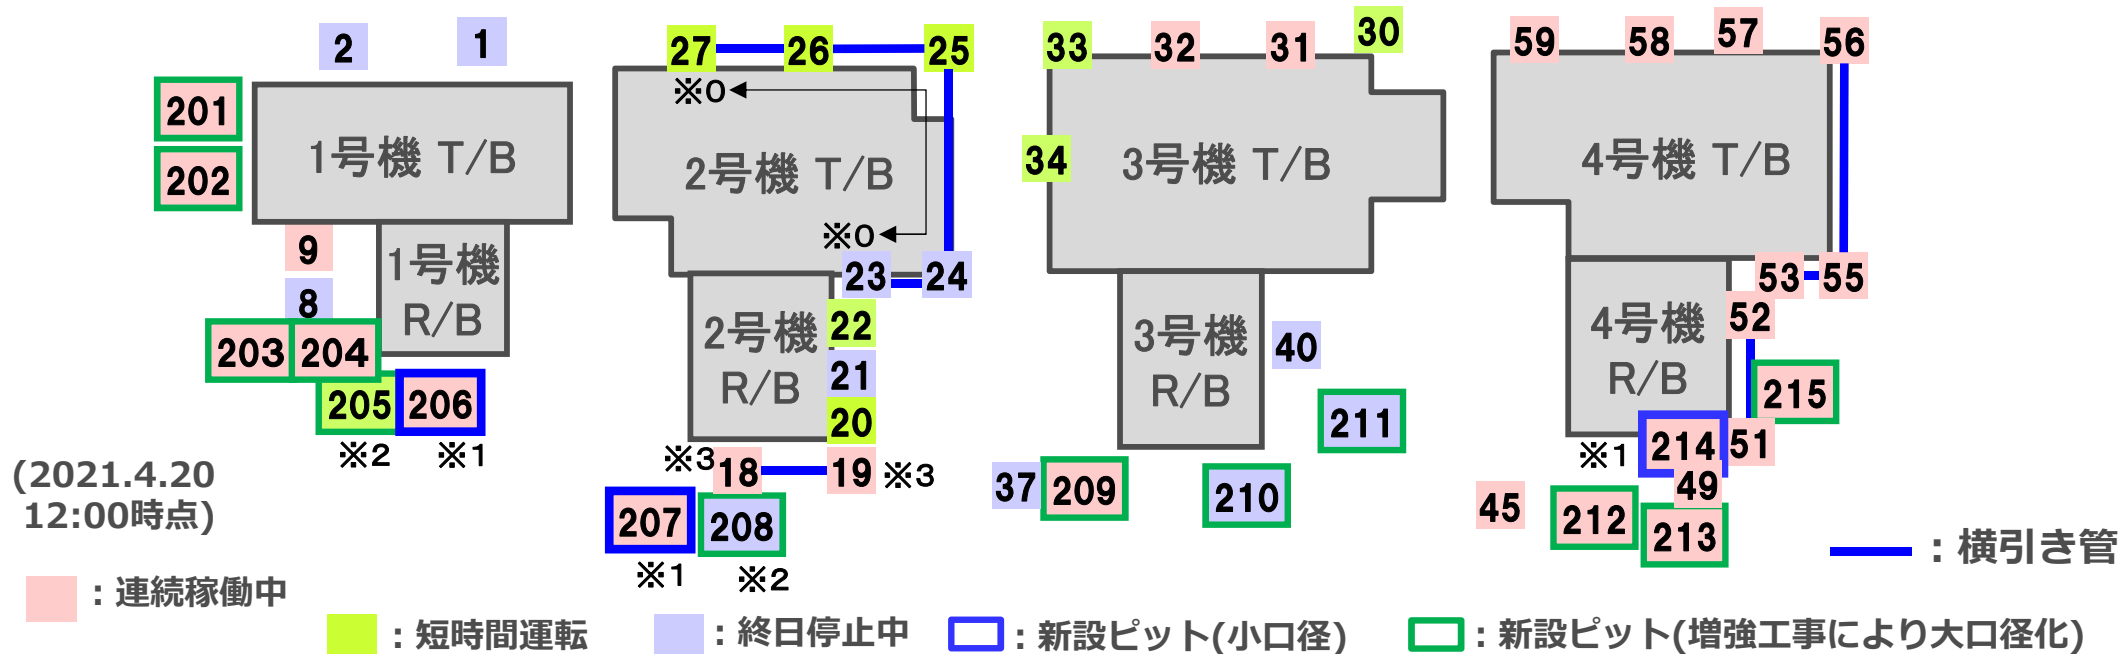 2
1
201
202
1号機 T/B
9
1号機
R/B
8
203
204
205
206
※2
※1
27
26
25
※0
2号機 T/B
※0
23
24
2号機
R/B
22
21
20
※3
18
19
※3
207
208
※1
※2
33
32
31
30
34
3号機 T/B
3号機
R/B
40
211
37
209
210
59
58
57
56
4号機 T/B
53
55
4号機
R/B
52
215
※1
214
51
49
45
212
213
(2021.4.20
12:00時点)
：横引き管
：連続稼働中
：短時間運転
：終日停止中
：新設ピット(小口径)
：新設ピット(増強工事により大口径化)